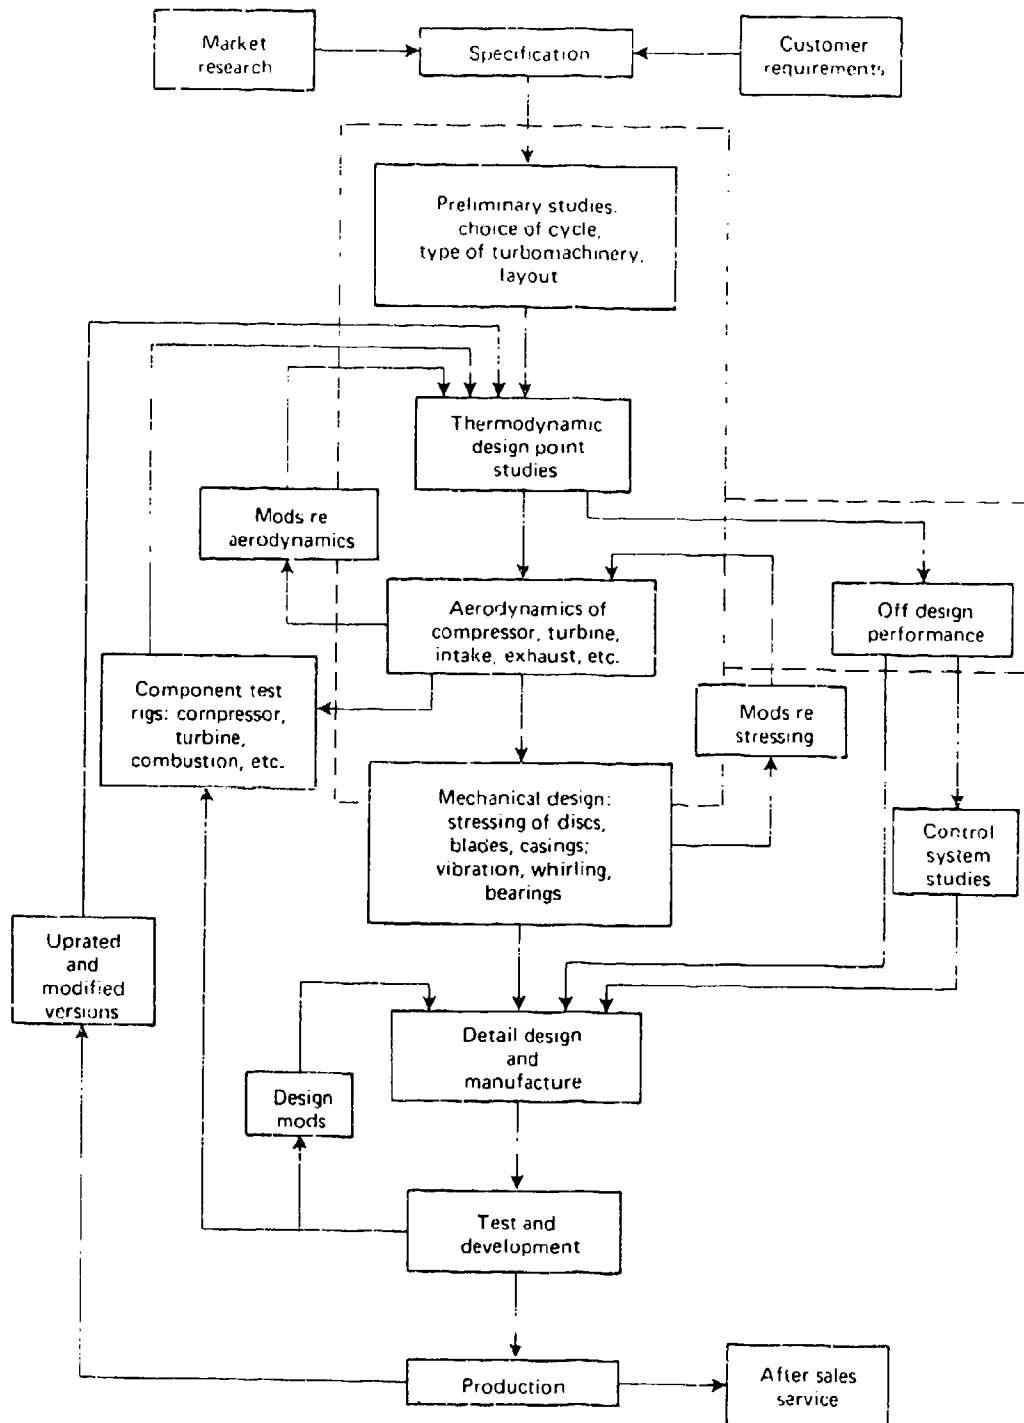 Market
research
Specification
Customer
requirements
Preliminary studies.
choice of cycle,
type of turbomachinery,
layout
Thermodynamic
design point
studies
Mods re
aerodynamics
Aerodynamics of
compressor, turbine,
intake, exhaust, etc.
Off design
performance
Component test
rigs: compressor,
turbine,
combustion, etc.
Mods re
stressing
Mechanical design:
stressing of discs,
blades, casings;
vibration, whirling,
bearings
Control
system
studies
Uprated
and
modified
versions
Detail design
and
manufacture
Design
mods
Test and
development
Production
After sales
service